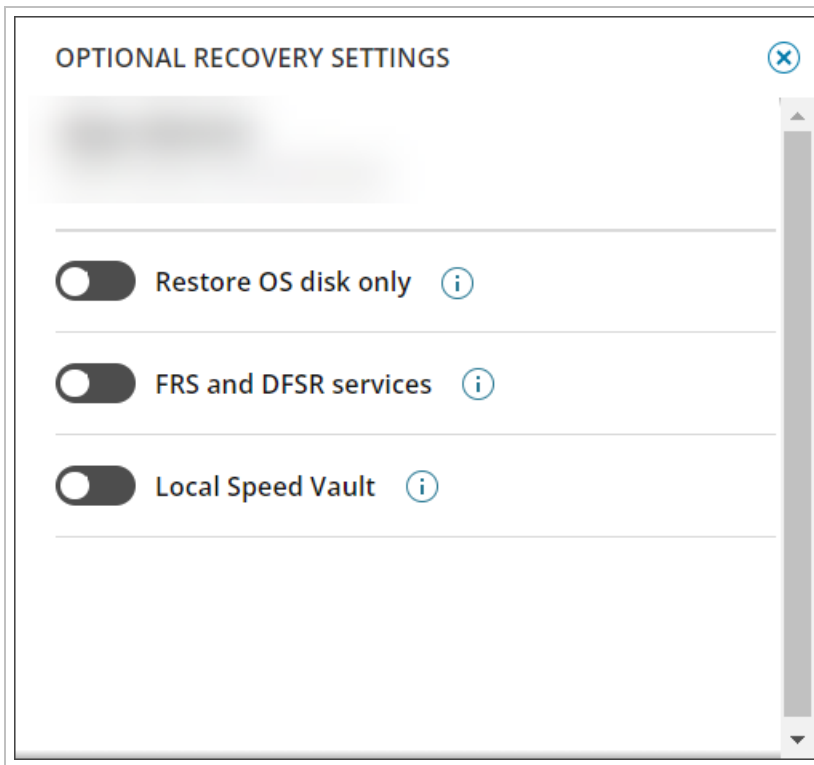 OPTIONAL RECOVERY SETTINGS
Restore OS disk only
FRS and DFSR services
Local Speed Vault